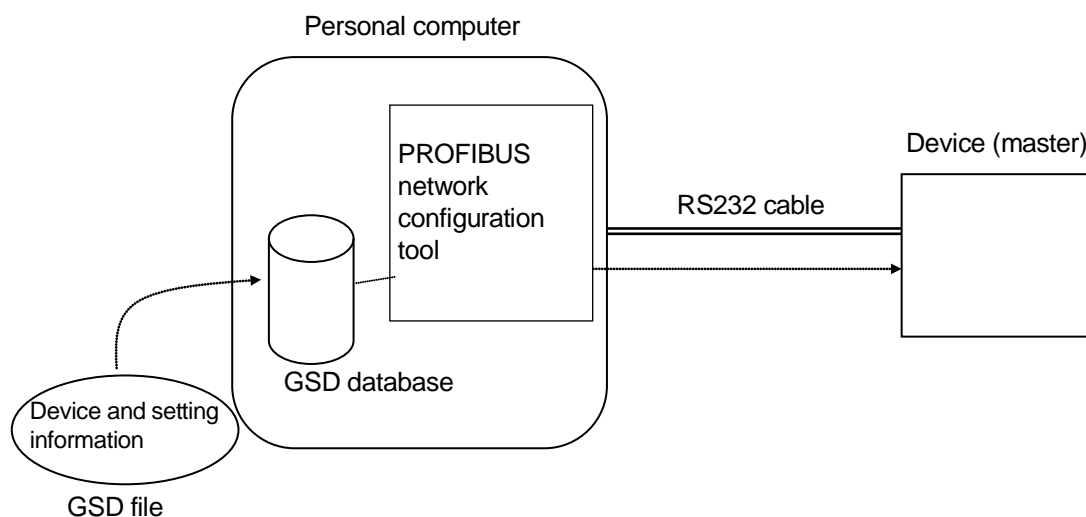 Personal computer
PROFIBUS
network
configuration
tool
Device (master)
RS232 cable
GSD database
Device and setting
information
GSD file